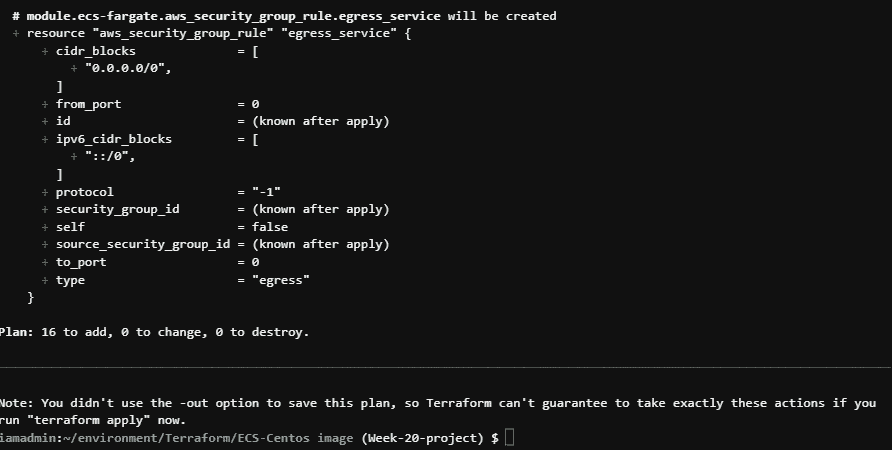 # module.ecs-fargate.aws_security_group_rule.egress_service will be created
+ resource "aws_security_group_rule" "egress_service" {
+ cidr_blocks = [
+ "0.0.0.0/0",
]
+ from_port = 0
+ id = (known after apply)
+ ipv6_cidr_blocks = [
+ "::/0",
]
+ protocol = "-1"
+ security_group_id = (known after apply)
+ self = false
+ source_security_group_id = (known after apply)
+ to_port = 0
+ type = "egress"
}
Plan: 16 to add, 0 to change, 0 to destroy.
Note: You didn't use the -out option to save this plan, so Terraform can't guarantee to take exactly these actions if you
run "terraform apply" now.
iamadmin:~/environment/Terraform/ECS-Centos image (Week-20-project) $